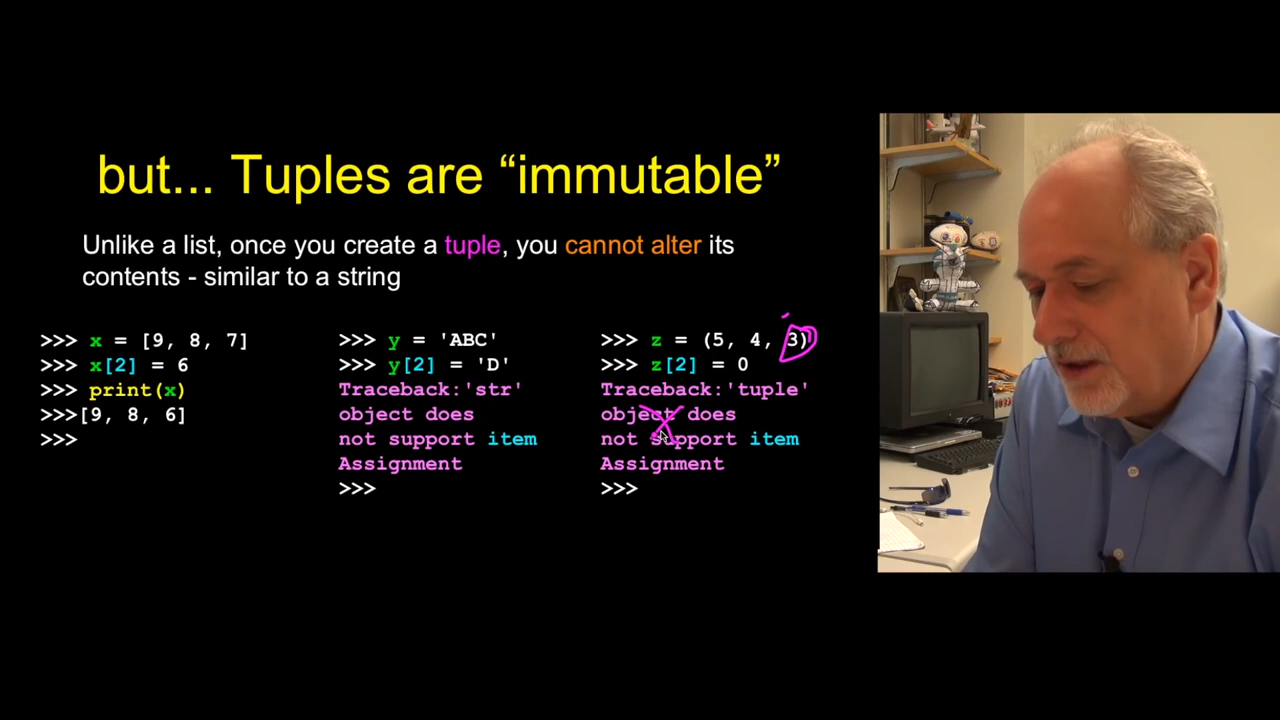 but... Tuples are “immutable”
Unlike a list, once you create a tuple, you cannot alter its
contents - similar to a string
>>> x = [9, 8, 7]
>>> x[2] = 6
>>> print(x)
>>>[9, 8, 6]
>>>
>>> y = 'ABC'
>>> y[2] = 'D'
Traceback:'str'
object does
not support item
Assignment
>>>
>>> z = (5, 4, 3)
>>> z[2] = 0
Traceback:'tuple'
object does
not support item
Assignment
>>>